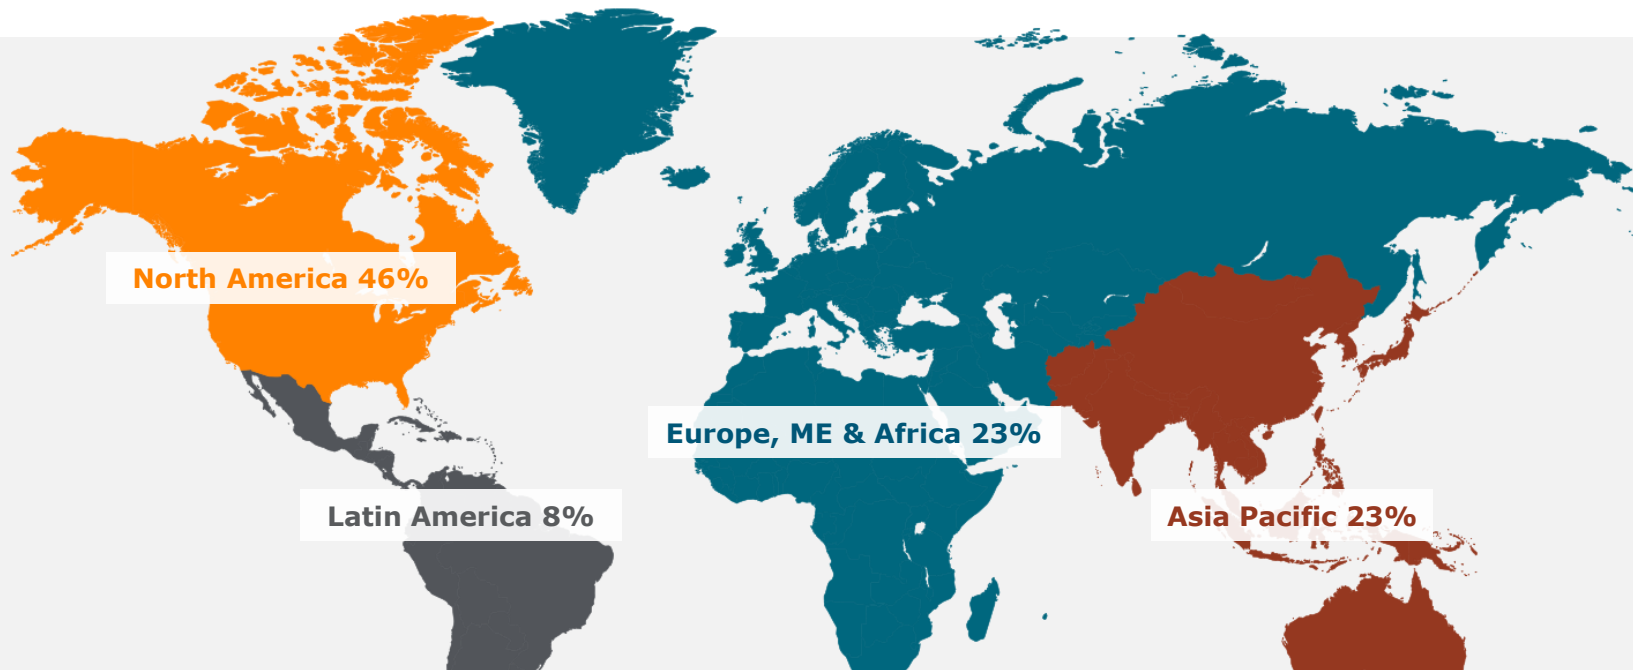 North America 46%
Europe, ME & Africa 23%
Latin America 8%
Asia Pacific 23%